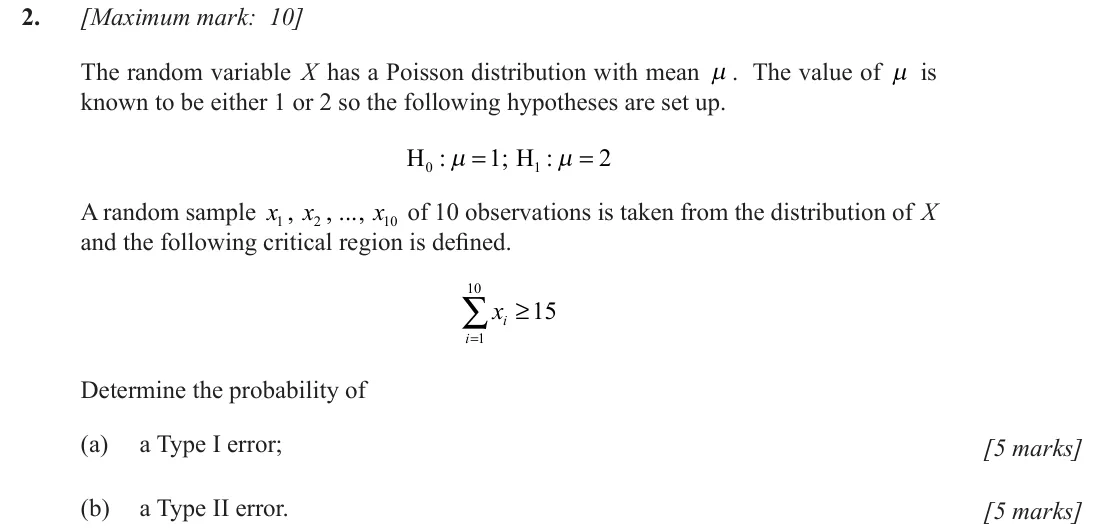 2. [Maximum mark: 10]
The random variable X has a Poisson distribution with mean μ. The value of μ is
known to be either 1 or 2 so the following hypotheses are set up.
H₀ : μ = 1; H₁ : μ = 2
A random sample x₁, x₂, ..., x₁₀ of 10 observations is taken from the distribution of X
and the following critical region is defined.
10
∑ xᵢ ≥ 15
i=1
Determine the probability of
(a) a Type I error; [5 marks]
(b) a Type II error. [5 marks]